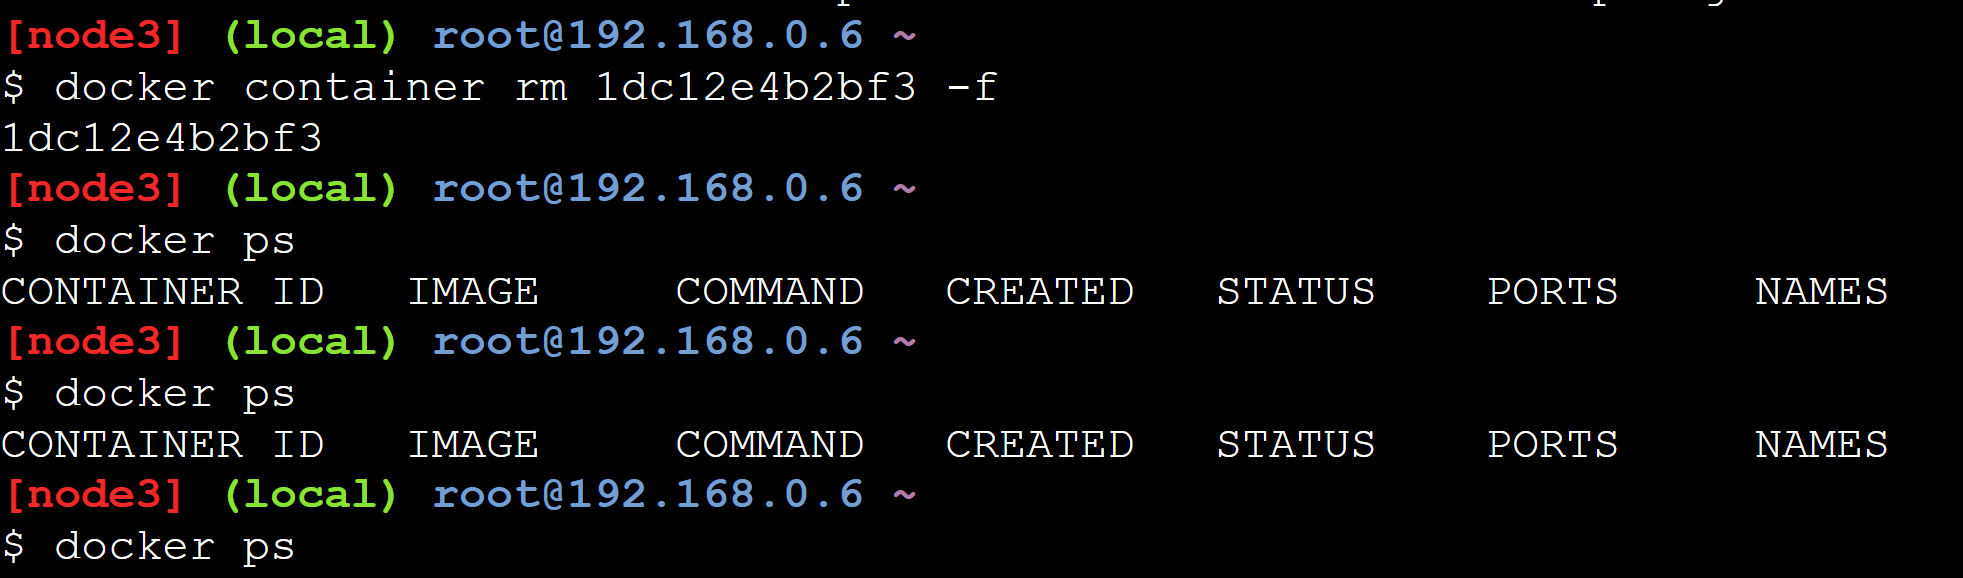 [node3] (local) root@192.168.0.6 ~
$ docker container rm 1dc12e4b2bf3 -f
1dc12e4b2bf3
[node3] (local) root@192.168.0.6 ~
$ docker ps
CONTAINER ID   IMAGE     COMMAND   CREATED   STATUS    PORTS     NAMES
[node3] (local) root@192.168.0.6 ~
$ docker ps
CONTAINER ID   IMAGE     COMMAND   CREATED   STATUS    PORTS     NAMES
[node3] (local) root@192.168.0.6 ~
$ docker ps